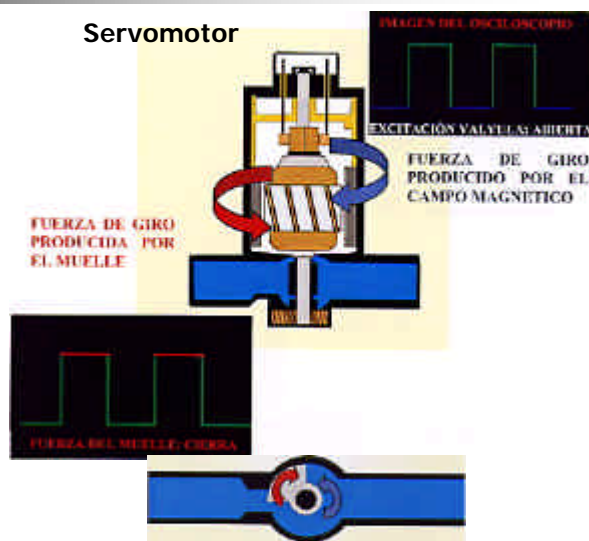 Servomotor
IMAGEN DEL OSCILOSCOPIO
EXCITACIÓN VALVULA: ABIERTA
FUERZA DE GIRO
PRODUCIDO POR EL
CAMPO MAGNETICO
FUERZA DE GIRO
PRODUCIDA POR
EL MUELLE
FUERZA DEL MUELLE: CIERRA